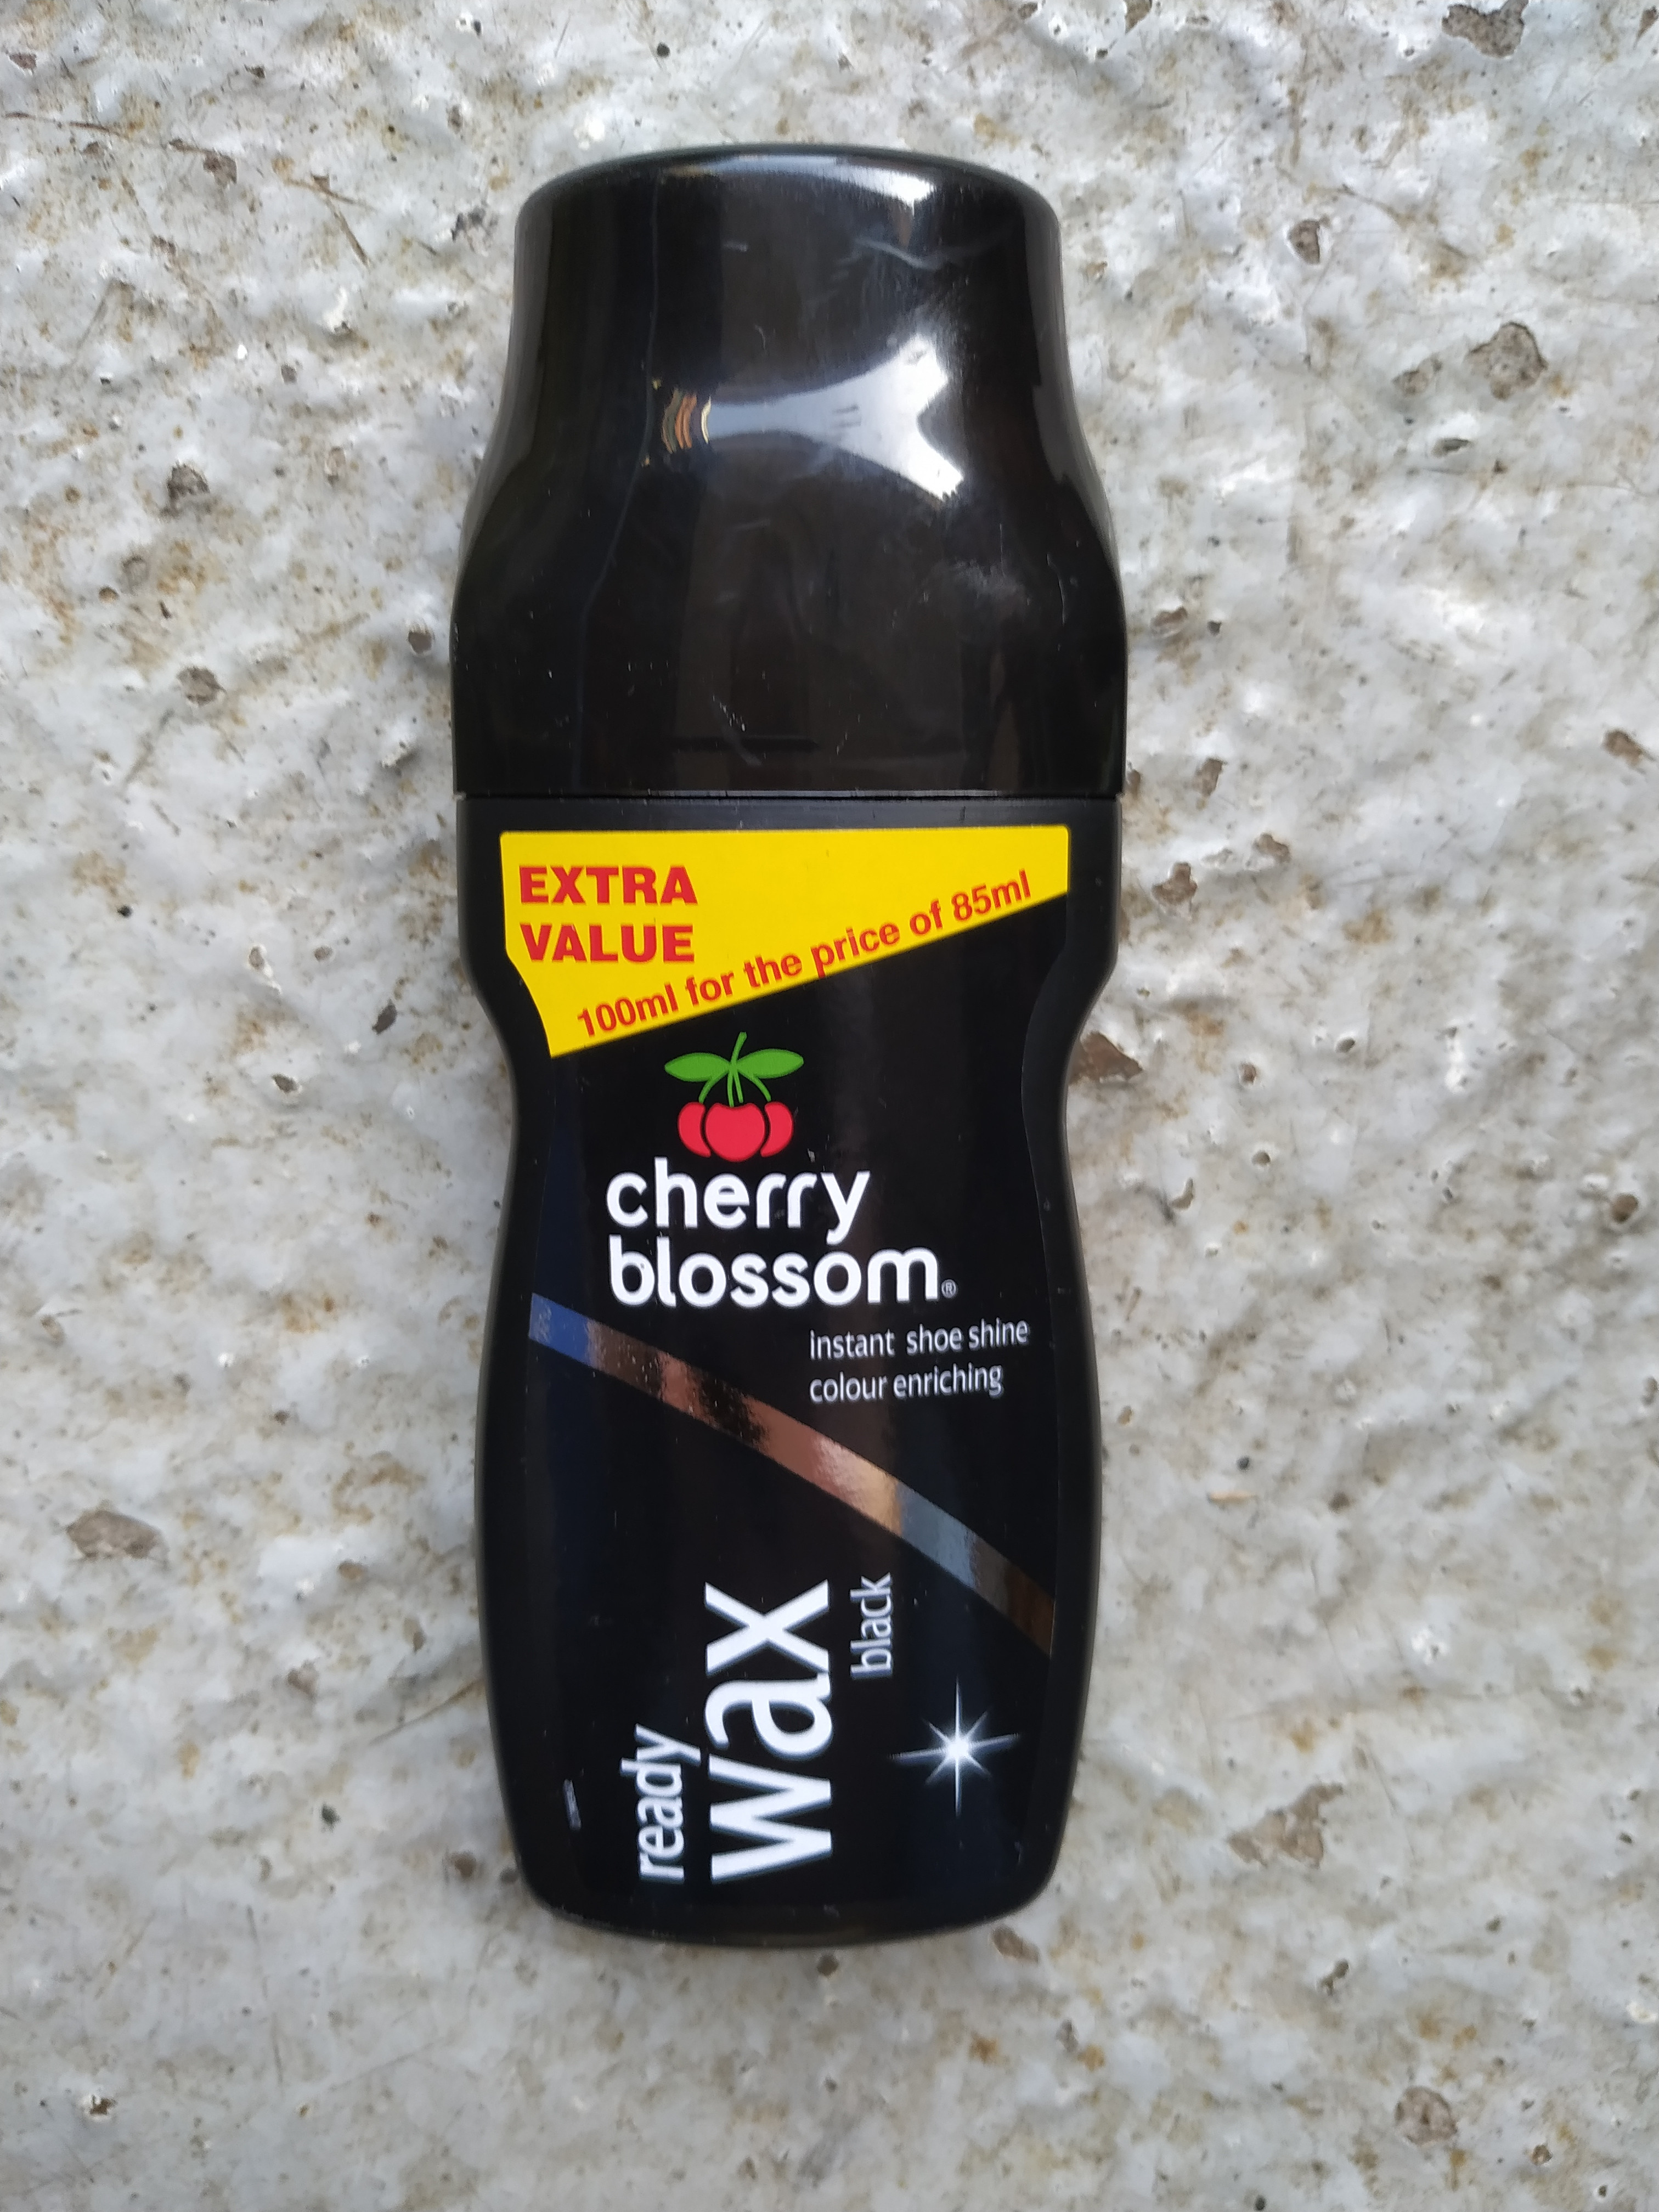 EXTRA
VALUE
100ml for the price of 85ml
cherry
blossom®
instant shoe shine
colour enriching
ready
wax
black